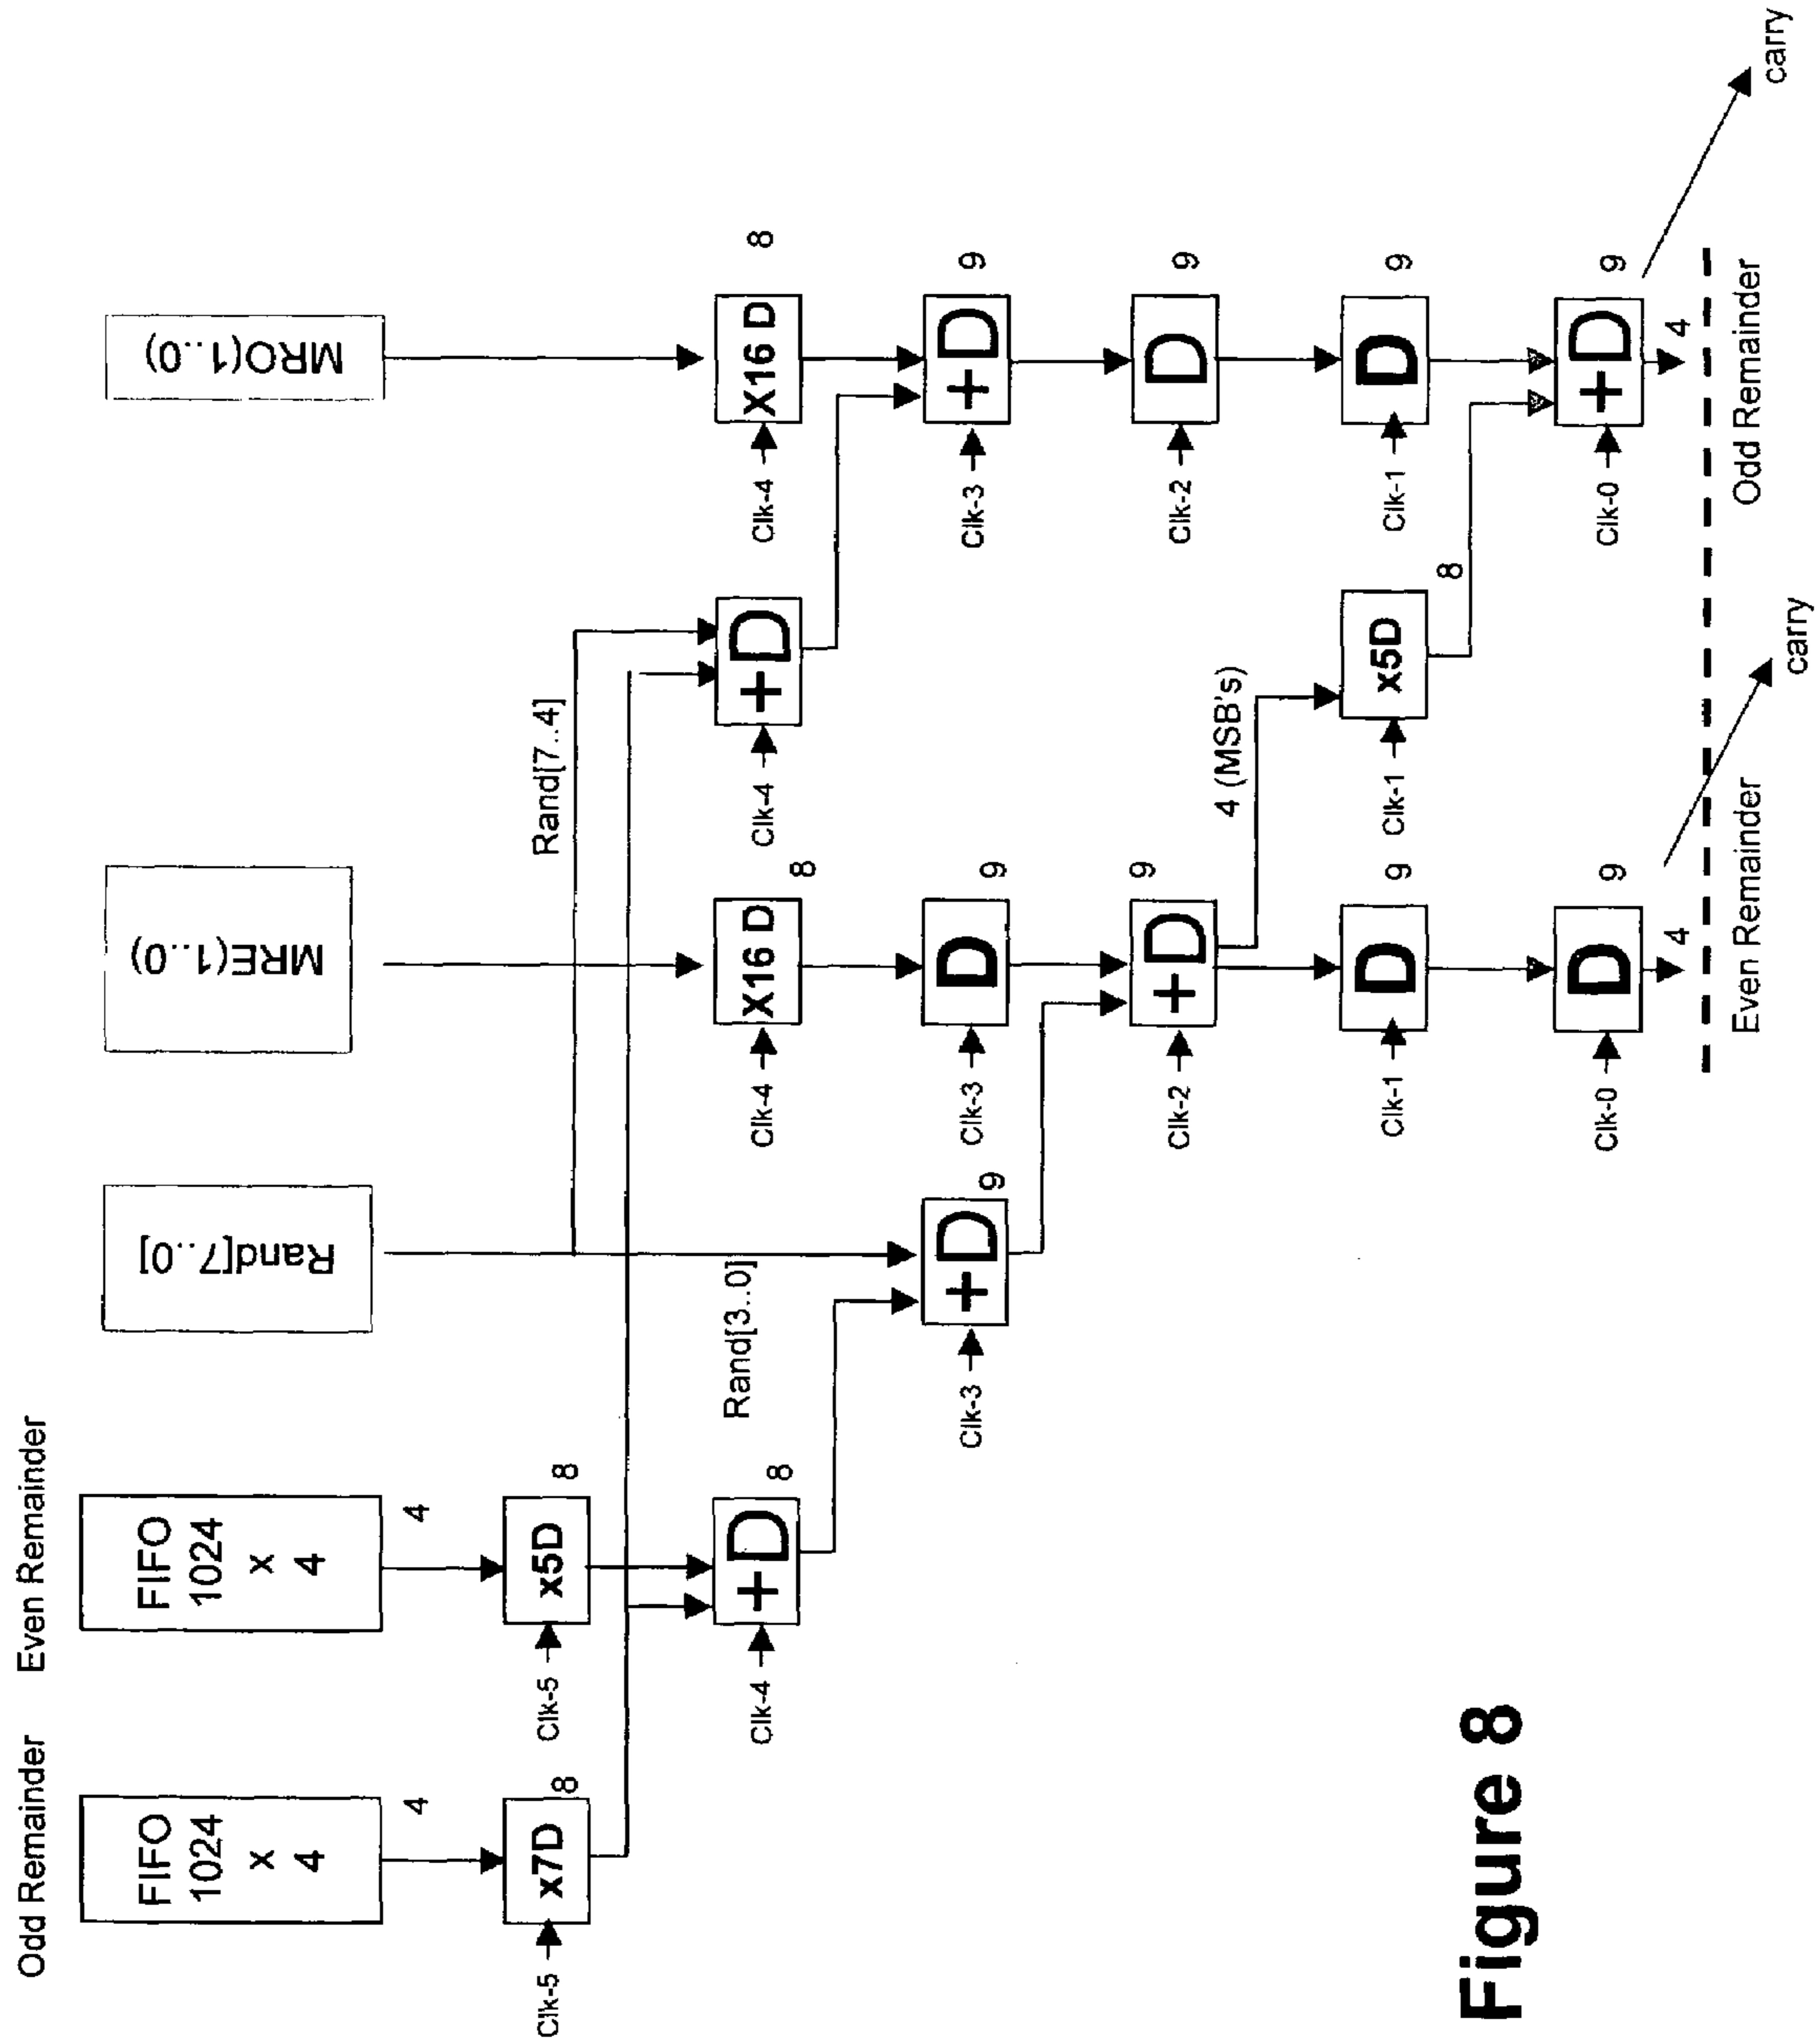 Odd Remainder
Even Remainder
FIFO
1024
x
4
FIFO
1024
x
4
Rand[7..0]
MRE(1..0)
MRO(1..0)
4
4
Clk-5
x7D
8
Clk-5
x5D
8
Rand[7..4]
Clk-4
+D
8
Rand[3..0]
Clk-4
X16 D
8
Clk-4
+D
Clk-4
X16 D
8
Clk-3
+D
9
Clk-3
D
9
Clk-3
+D
9
Clk-2
+D
9
4 (MSB's)
Clk-2
D
9
Clk-1
D
9
Clk-1
x5D
8
Clk-1
D
9
Clk-0
D
9
Clk-0
+D
9
4
carry
4
carry
Even Remainder
Odd Remainder
Figure 8